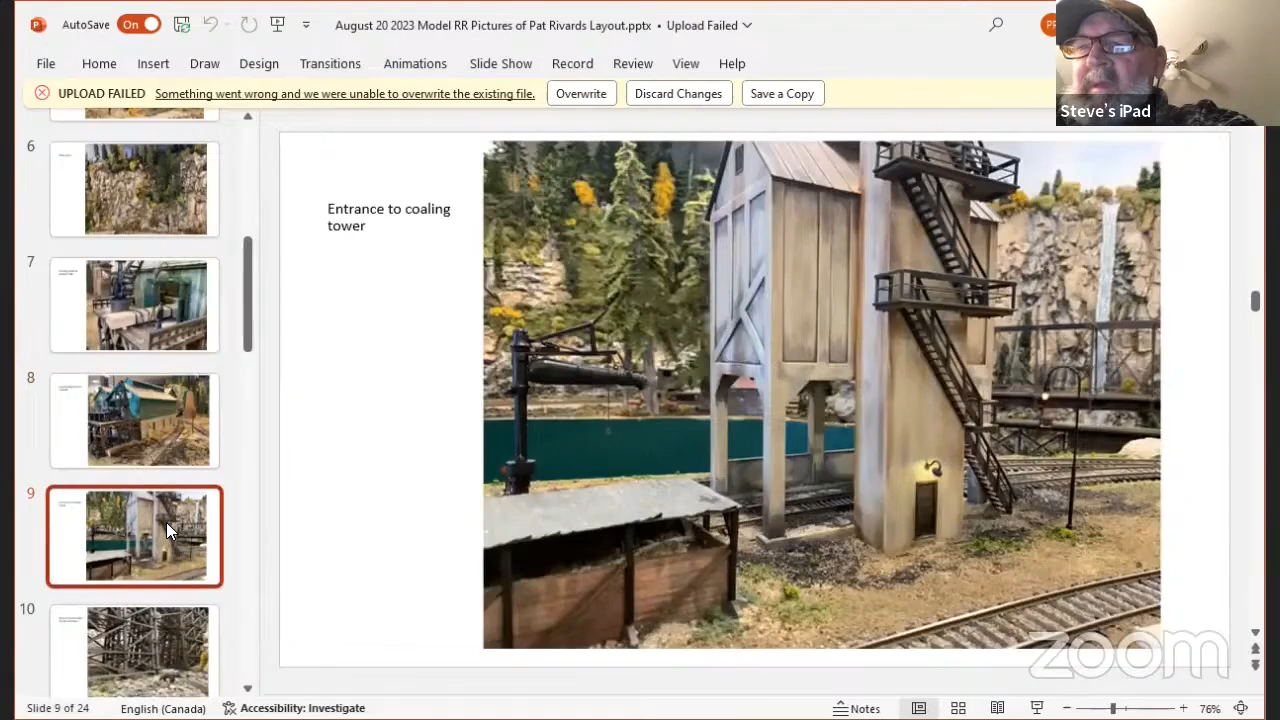 AutoSave On August 20 2023 Model RR Pictures of Pat Rivards Layout.pptx • Upload Failed
File Home Insert Draw Design Transitions Animations Slide Show Record Review View Help
UPLOAD FAILED Something went wrong and we were unable to overwrite the existing file. Overwrite Discard Changes Save a Copy
Steve's iPad
6
7
8
9
10
Entrance to coaling
tower
zoom
Slide 9 of 24 English (Canada) Accessibility: Investigate Notes 76%